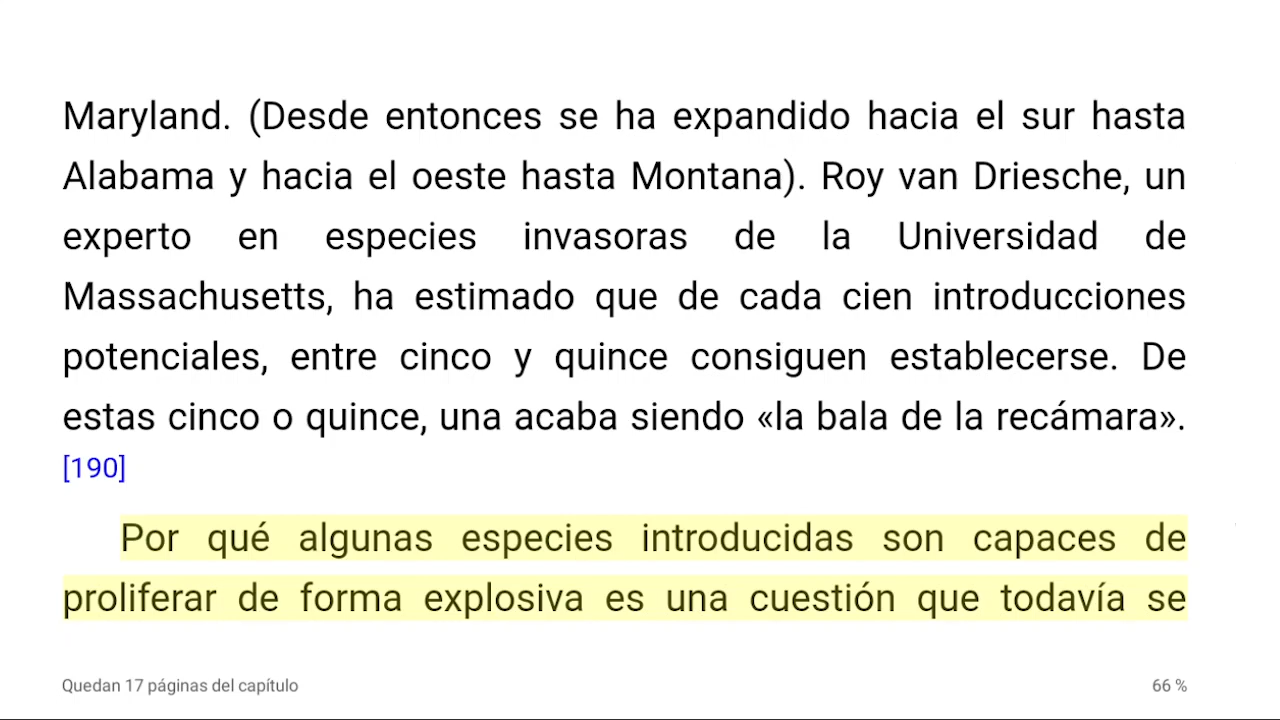 Maryland. (Desde entonces se ha expandido hacia el sur hasta
Alabama y hacia el oeste hasta Montana). Roy van Driesche, un
experto en especies invasoras de la Universidad de
Massachusetts, ha estimado que de cada cien introducciones
potenciales, entre cinco y quince consiguen establecerse. De
estas cinco o quince, una acaba siendo «la bala de la recámara».
[190]
Por qué algunas especies introducidas son capaces de
proliferar de forma explosiva es una cuestión que todavía se
Quedan 17 páginas del capítulo
66 %